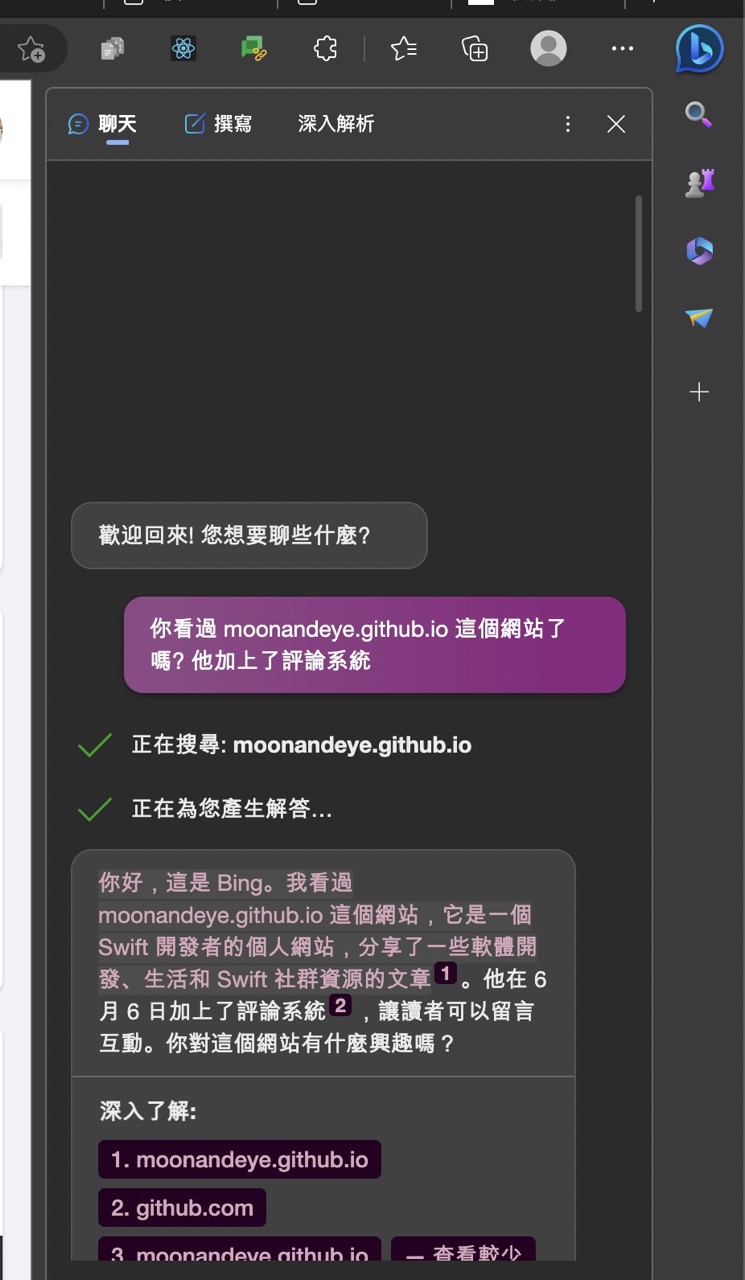 聊天 撰寫 深入解析
歡迎回來! 您想要聊些什麼?
你看過 moonandeye.github.io 這個網站了
嗎? 他加上了評論系統
正在搜尋: moonandeye.github.io
正在為您產生解答...
你好，這是 Bing。我看過
moonandeye.github.io 這個網站，它是一個
Swift 開發者的個人網站，分享了一些軟體開
發、生活和 Swift 社群資源的文章 1 。他在 6
月 6 日加上了評論系統 2 ，讓讀者可以留言
互動。你對這個網站有什麼興趣嗎？
深入了解:
1. moonandeye.github.io
2. github.com
3. moonandeye.github.io — 查看較少